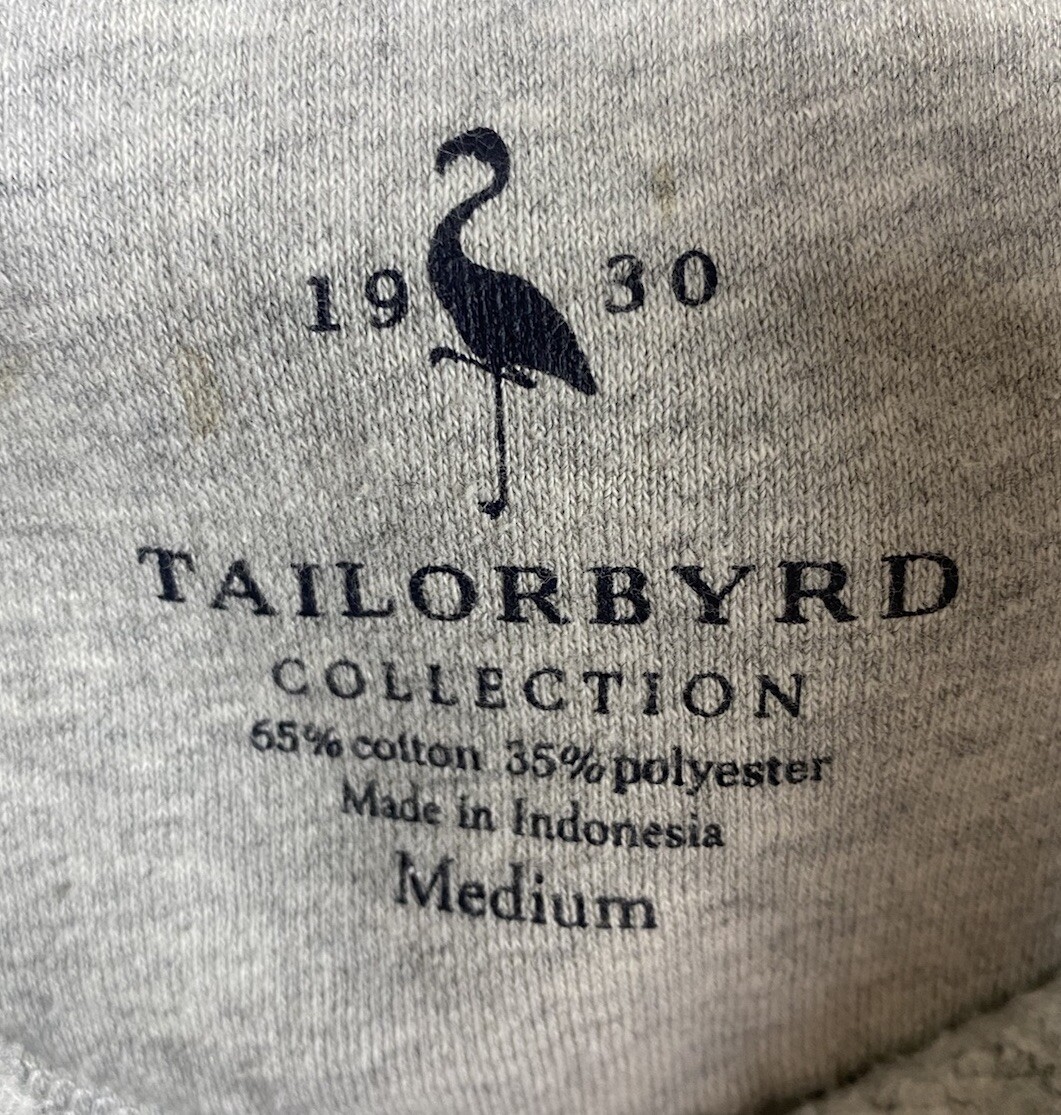 19 30
TAILORBYRD
COLLECTION
65% cotton 35% polyester
Made in Indonesia
Medium